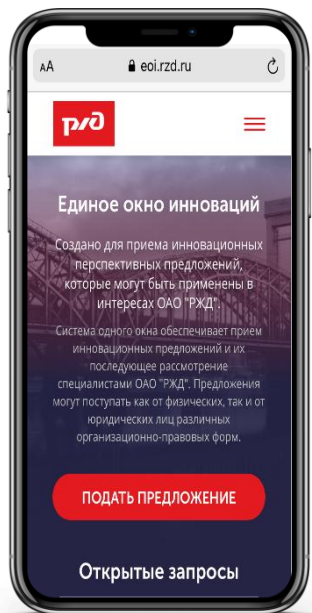 AA eoi.rzd.ru
РЖД
Единое окно инноваций
Создано для приема инновационных
перспективных предложений,
которые могут быть применены в
интересах ОАО "РЖД".
Система одного окна обеспечивает прием
инновационных предложений и их
последующее рассмотрение
специалистами ОАО "РЖД". Предложения
могут поступать как от физических, так и от
юридических лиц различных
организационно-правовых форм.
ПОДАТЬ ПРЕДЛОЖЕНИЕ
Открытые запросы